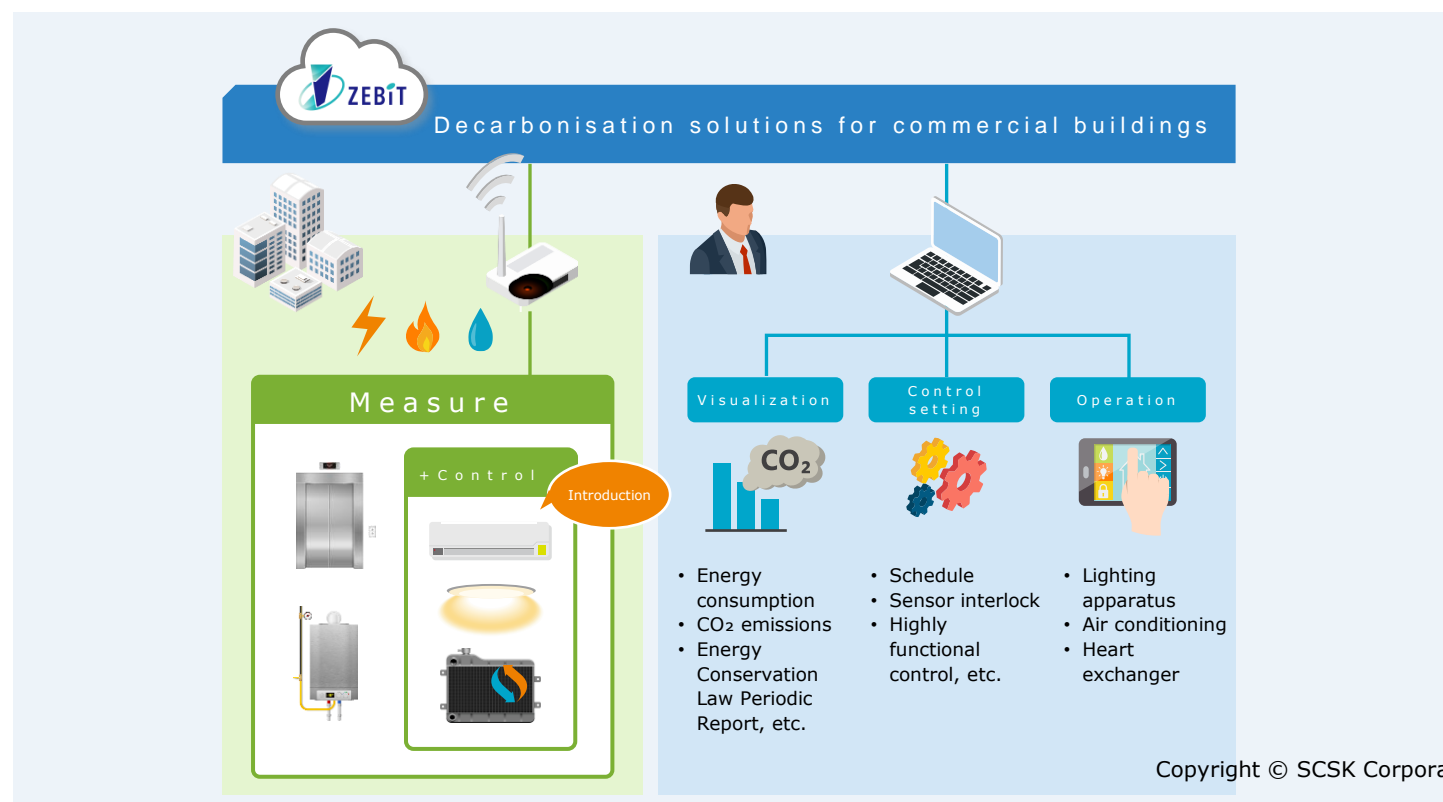 ZEBiT
Decarbonisation solutions for commercial buildings
Measure
+Control
Introduction
Visualization
Control
setting
Operation
CO₂
• Energy
consumption
• CO₂ emissions
• Energy
Conservation
Law Periodic
Report, etc.
• Schedule
• Sensor interlock
• Highly
functional
control, etc.
• Lighting
apparatus
• Air conditioning
• Heart
exchanger
Copyright © SCSK Corpora